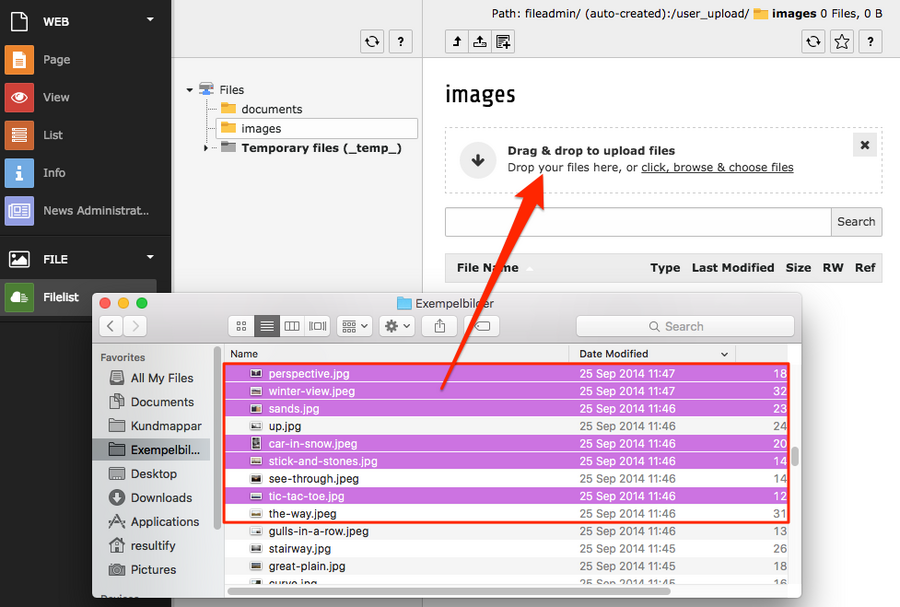 Path: fileadmin/ (auto-created):/user_upload/ images 0 Files, 0 B
WEB
Page
View
List
Info
News Administrat...
FILE
Filelist
?
Files
documents
images
Temporary files (_temp_)
?
images
Drag & drop to upload files
Drop your files here, or click, browse & choose files
Search
File Name Type Last Modified Size RW Ref
Exempelbilder
Search
Favorites
All My Files
Documents
Kundmappar
Exempelbil...
Desktop
Downloads
Applications
resultify
Pictures
Name Date Modified
perspective.jpg 25 Sep 2014 11:47 18
winter-view.jpeg 25 Sep 2014 11:47 32
sands.jpg 25 Sep 2014 11:46 23
up.jpg 25 Sep 2014 11:46 24
car-in-snow.jpeg 25 Sep 2014 11:46 20
stick-and-stones.jpg 25 Sep 2014 11:46 14
see-through.jpeg 25 Sep 2014 11:46 14
tic-tac-toe.jpg 25 Sep 2014 11:46 12
the-way.jpeg 25 Sep 2014 11:46 31
gulls-in-a-row.jpeg 25 Sep 2014 11:46 13
stairway.jpg 25 Sep 2014 11:45 26
great-plain.jpg 25 Sep 2014 11:45 18